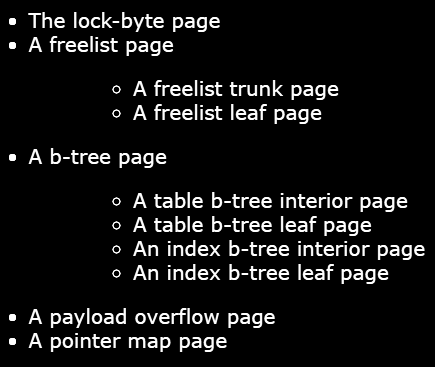 • The lock-byte page
• A freelist page
◦ A freelist trunk page
◦ A freelist leaf page
• A b-tree page
◦ A table b-tree interior page
◦ A table b-tree leaf page
◦ An index b-tree interior page
◦ An index b-tree leaf page
• A payload overflow page
• A pointer map page